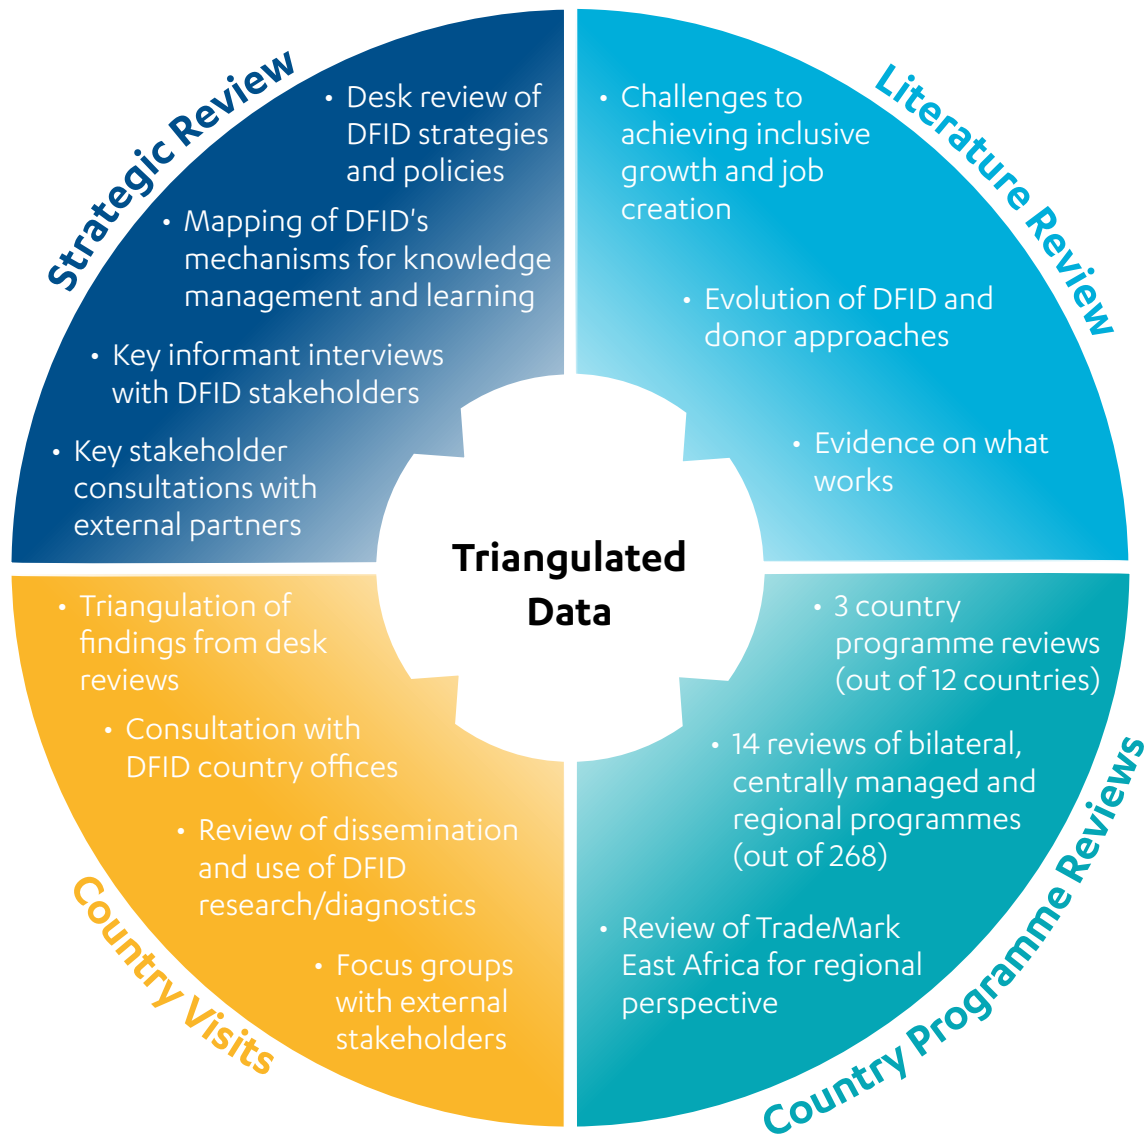 Strategic Review
• Desk review of
DFID strategies
and policies
• Mapping of DFID's
mechanisms for knowledge
management and learning
• Key informant interviews
with DFID stakeholders
• Key stakeholder
consultations with
external partners
Literature Review
• Challenges to
achieving inclusive
growth and job
creation
• Evolution of DFID and
donor approaches
• Evidence on what
works
Triangulated
Data
• Triangulation of
findings from desk
reviews
• Consultation with
DFID country offices
• Review of dissemination
and use of DFID
research/diagnostics
• Focus groups
with external
stakeholders
Country Visits
• 3 country
programme reviews
(out of 12 countries)
• 14 reviews of bilateral,
centrally managed and
regional programmes
(out of 268)
• Review of TradeMark
East Africa for regional
perspective
Country Programme Reviews